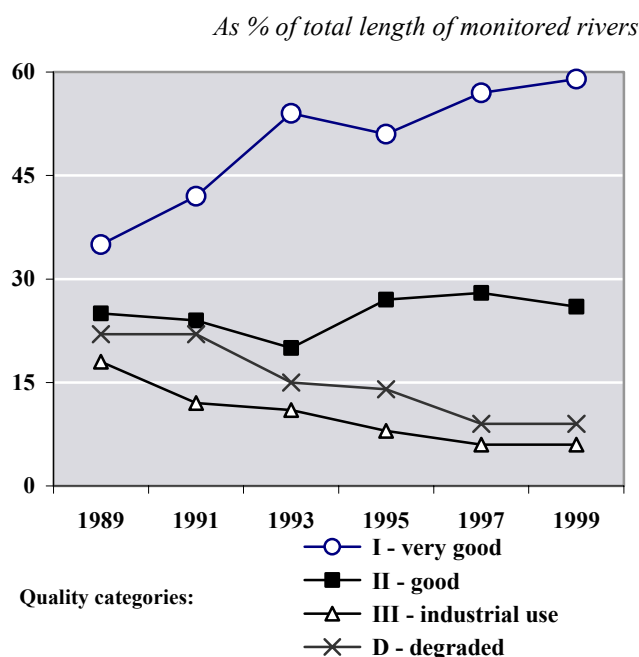 As % of total length of monitored rivers
60
45
30
15
0
1989 1991 1993 1995 1997 1999
Quality categories:
I - very good
II - good
III - industrial use
D - degraded